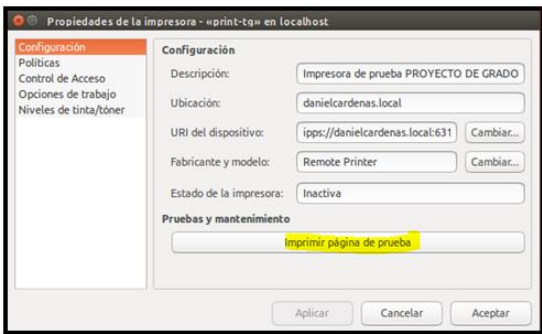 Propiedades de la impresora - «print-tg» en localhost
Configuración
Políticas
Control de Acceso
Opciones de trabajo
Niveles de tinta/tóner
Configuración
Descripción: Impresora de prueba PROYECTO DE GRADO
Ubicación: danielcardenas.local
URI del dispositivo: ipps://danielcardenas.local:631 Cambiar...
Fabricante y modelo: Remote Printer Cambiar...
Estado de la impresora: Inactiva
Pruebas y mantenimiento
Imprimir página de prueba
Aplicar Cancelar Aceptar